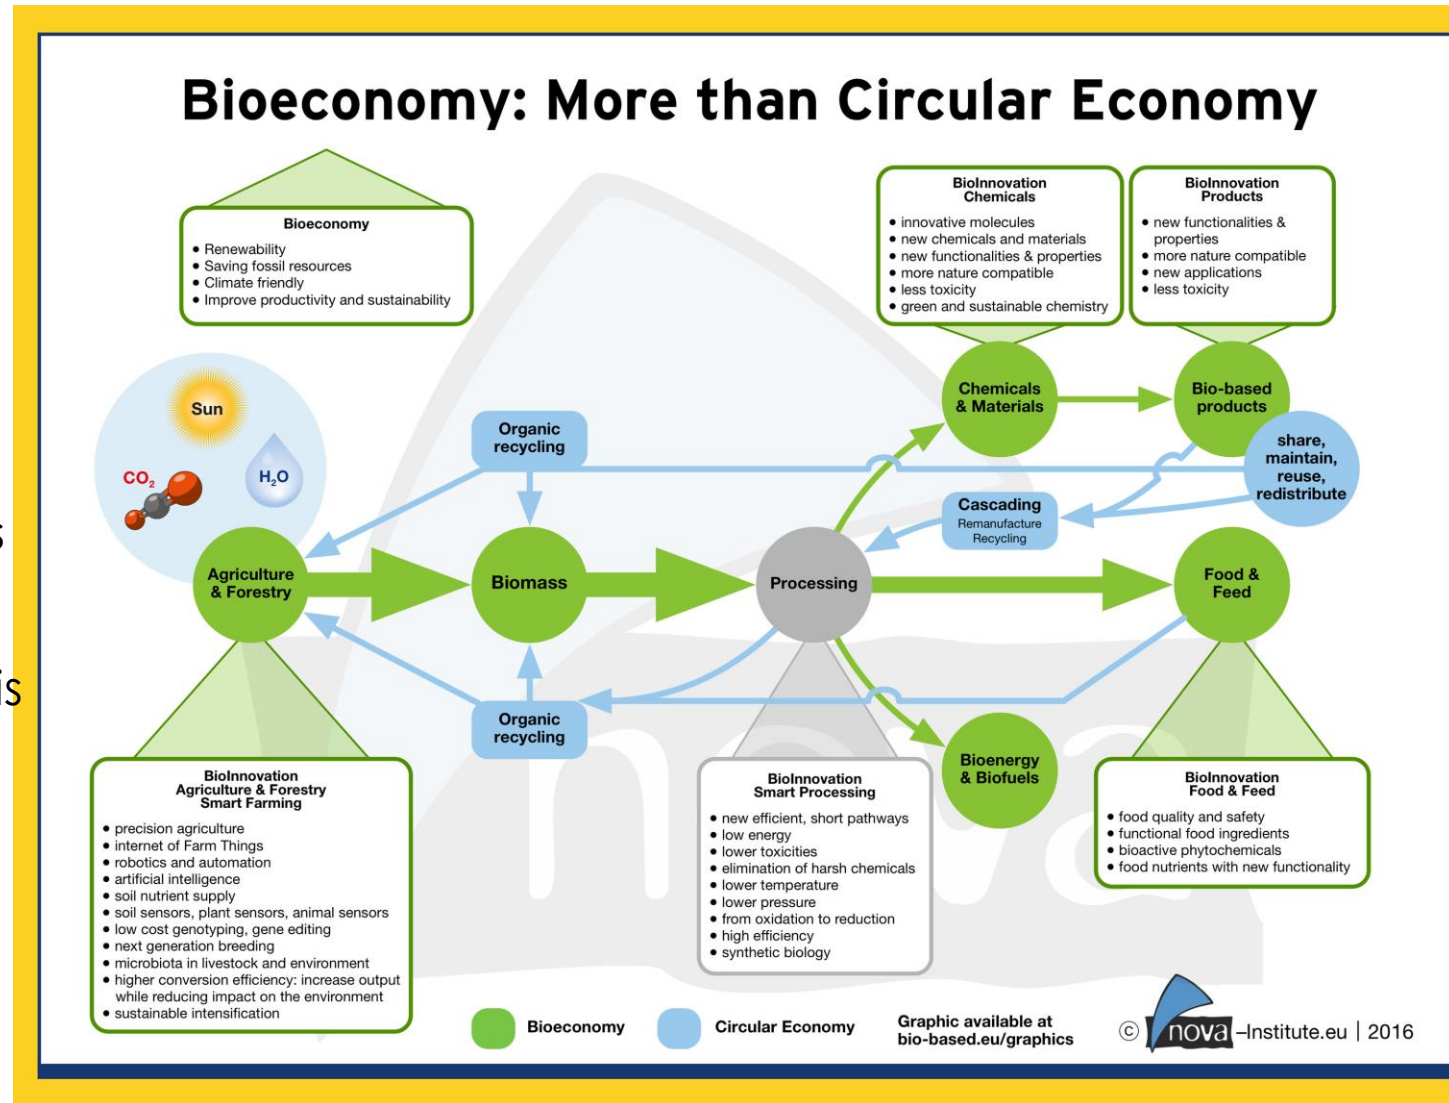 Bioeconomy: More than Circular Economy
Bioeconomy
• Renewability
• Saving fossil resources
• Climate friendly
• Improve productivity and sustainability
BioInnovation
Chemicals
• innovative molecules
• new chemicals and materials
• new functionalities & properties
• more nature compatible
• less toxicity
• green and sustainable chemistry
BioInnovation
Products
• new functionalities &
properties
• more nature compatible
• new applications
• less toxicity
Sun
CO₂
H₂O
Organic
recycling
Chemicals
& Materials
Bio-based
products
share,
maintain,
reuse,
redistribute
Cascading
Remanufacture
Recycling
s
Agriculture
& Forestry
Biomass
Processing
Food &
Feed
is
Organic
recycling
Bioenergy
& Biofuels
nova
BioInnovation
Agriculture & Forestry
Smart Farming
• precision agriculture
• internet of Farm Things
• robotics and automation
• artificial intelligence
• soil nutrient supply
• soil sensors, plant sensors, animal sensors
• low cost genotyping, gene editing
• next generation breeding
• microbiota in livestock and environment
• higher conversion efficiency: increase output
while reducing impact on the environment
• sustainable intensification
BioInnovation
Smart Processing
• new efficient, short pathways
• low energy
• lower toxicities
• elimination of harsh chemicals
• lower temperature
• lower pressure
• from oxidation to reduction
• high efficiency
• synthetic biology
BioInnovation
Food & Feed
• food quality and safety
• functional food ingredients
• bioactive phytochemicals
• food nutrients with new functionality
Bioeconomy
Circular Economy
Graphic available at
bio-based.eu/graphics
© nova-Institute.eu | 2016